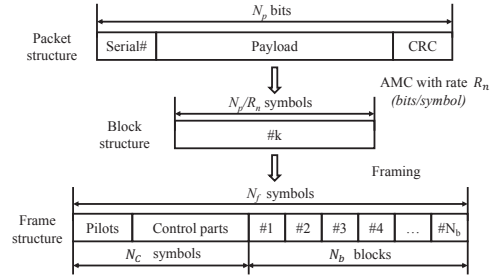 N_p bits
Packet structure
Serial#
Payload
CRC
AMC with rate R_n
(bits/symbol)
N_p/R_n symbols
Block structure
#k
Framing
N_f symbols
Frame structure
Pilots
Control parts
#1
#2
#3
#4
…
#N_b
N_C symbols
N_b blocks